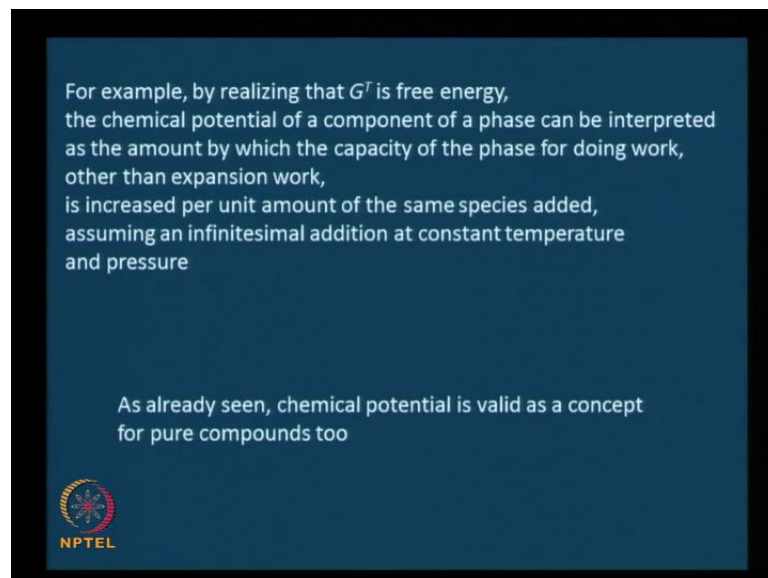 For example, by realizing that G^T is free energy,
the chemical potential of a component of a phase can be interpreted
as the amount by which the capacity of the phase for doing work,
other than expansion work,
is increased per unit amount of the same species added,
assuming an infinitesimal addition at constant temperature
and pressure
As already seen, chemical potential is valid as a concept
for pure compounds too
NPTEL